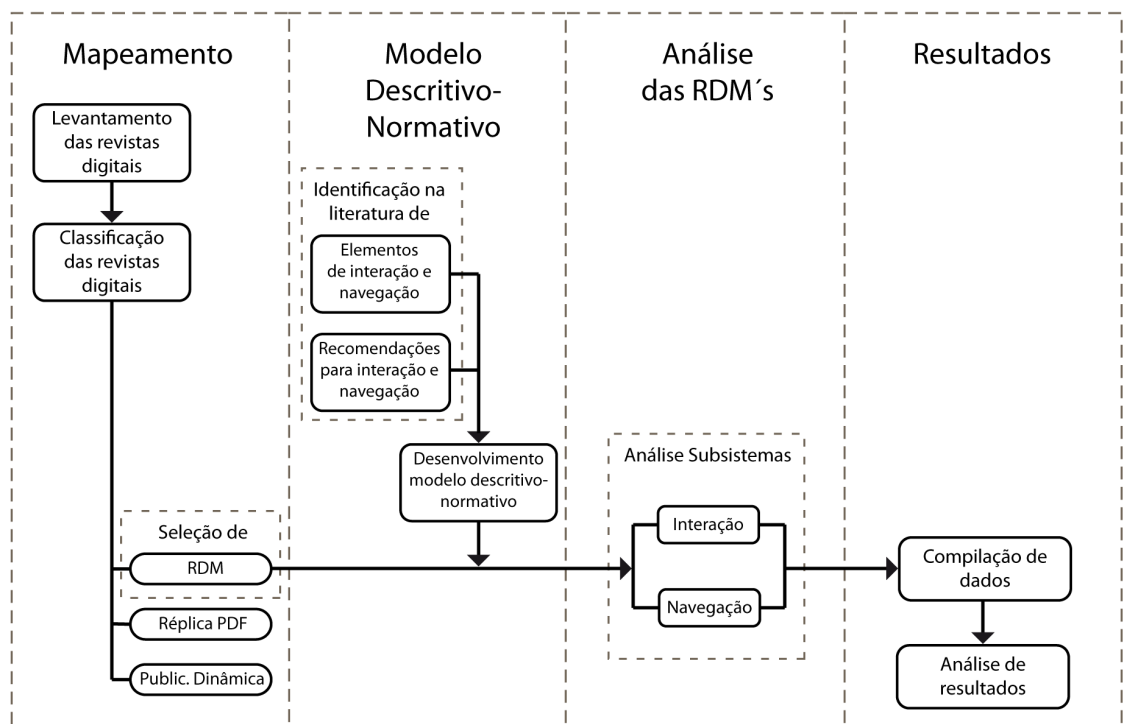 Mapeamento
Levantamento
das revistas
digitais
Classificação
das revistas
digitais
Seleção de
RDM
Réplica PDF
Public. Dinâmica
Modelo
Descritivo-
Normativo
Identificação na
literatura de
Elementos
de interação e
navegação
Recomendações
para interação e
navegação
Desenvolvimento
modelo descritivo-
normativo
Análise
das RDM´s
Análise Subsistemas
Interação
Navegação
Resultados
Compilação de
dados
Análise de
resultados